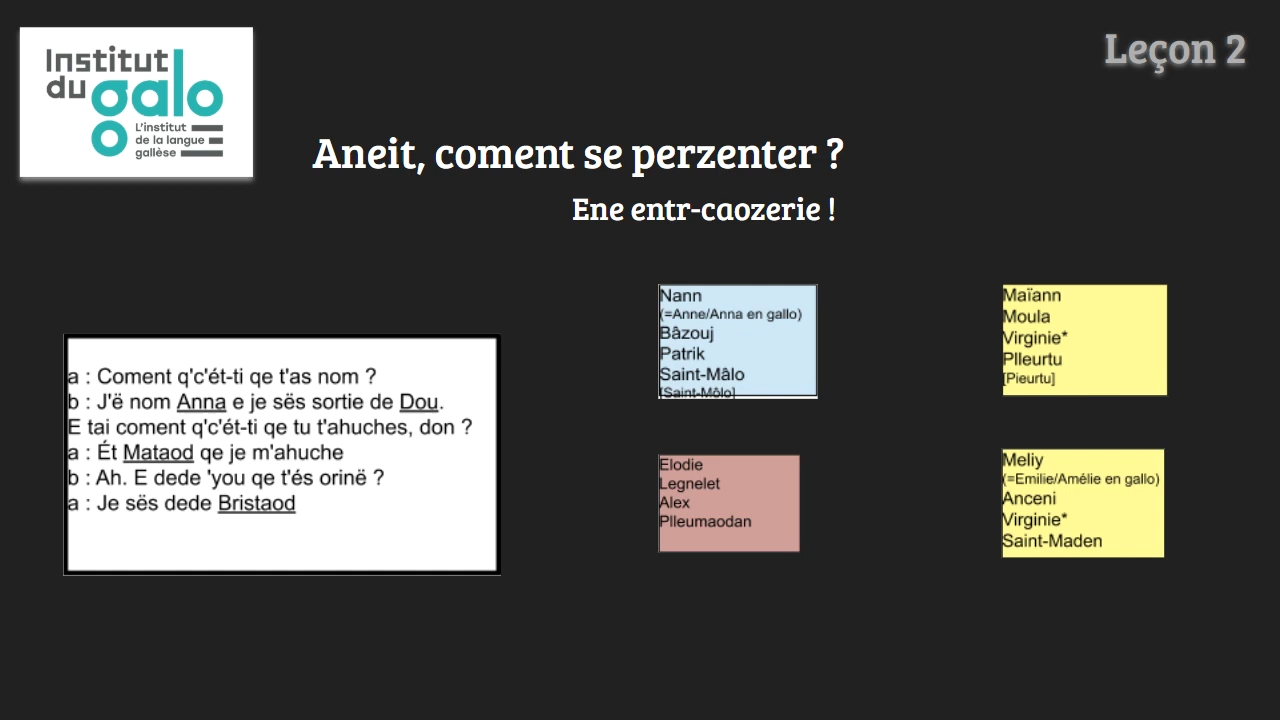 Institut
du galo
L'institut
de la langue
gallèse
Leçon 2
Aneit, coment se perzenter ?
Ene entr-caozerie !
a : Coment q'c'ét-ti qe t'as nom ?
b : J'ë nom Anna e je sës sortie de Dou.
E tai coment q'c'ét-ti qe tu t'ahuches, don ?
a : Ét Mataod qe je m'ahuche
b : Ah. E dede 'you qe t'és orinë ?
a : Je sës dede Bristaod
Nann
(=Anne/Anna en gallo)
Bâzouj
Patrik
Saint-Mâlo
[Saint-Môlo]
Maïann
Moula
Virginie*
Plleurtu
[Pieurtu]
Elodie
Legnelet
Alex
Plleumaodan
Meliy
(=Emilie/Amélie en gallo)
Anceni
Virginie*
Saint-Maden